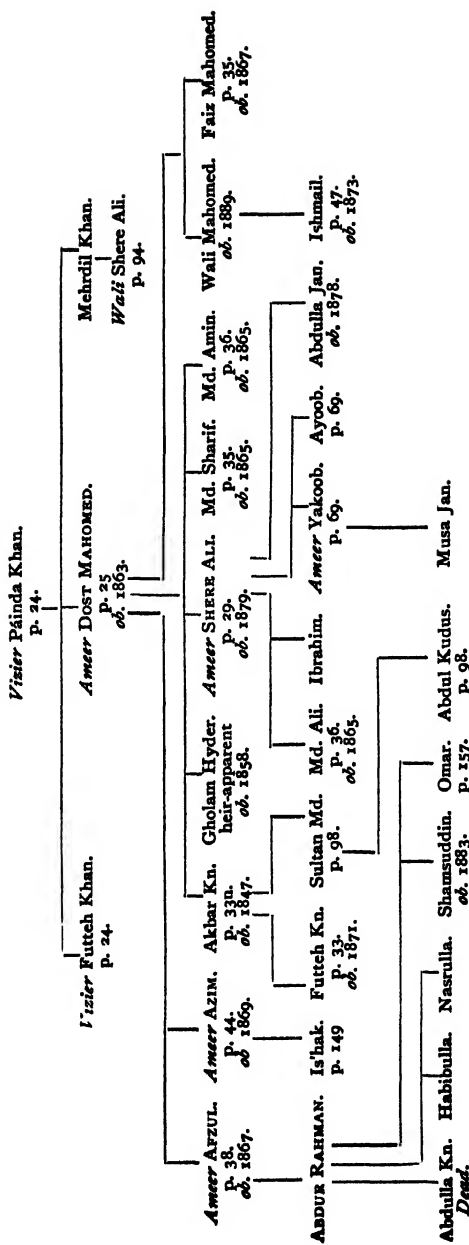 Vizier Páinda Khan.
p. 24.
Vizier Futteh Khan.
p. 24.
Ameer DOST MAHOMED.
p. 25
ob. 1863.
Mehrdil Khan.
Wali Shere Ali.
p. 94.
Ameer AFZUL.
p. 38.
ob. 1867.
Ameer AZIM.
p. 44.
ob 1869.
Akbar Kn.
p. 33n.
ob. 1847.
Gholam Hyder.
heir-apparent
ob. 1858.
Ameer SHERE ALI.
p. 29.
ob. 1879.
Md. Sharif.
p. 35.
ob. 1865.
Md. Amin.
p. 36.
ob. 1865.
Wali Mahomed.
ob. 1889.
Faiz Mahomed.
p. 35.
ob. 1867.
ABDUR RAHMAN.
Is'hak.
p. 149
Futteh Kn.
p. 33.
ob. 1871.
Sultan Md.
p. 98.
Md. Ali.
p. 36.
ob. 1865.
Ibrahim.
Ameer Yakoob.
p. 69.
Ayoob.
p. 69.
Abdulla Jan.
ob. 1878.
Ishmail.
p. 47.
ob. 1873.
Abdulla Kn.
Dead.
Habibulla.
Nasrulla.
Shamsuddin.
ob. 1883.
Omar.
p. 157.
Abdul Kudus.
p. 98.
Musa Jan.